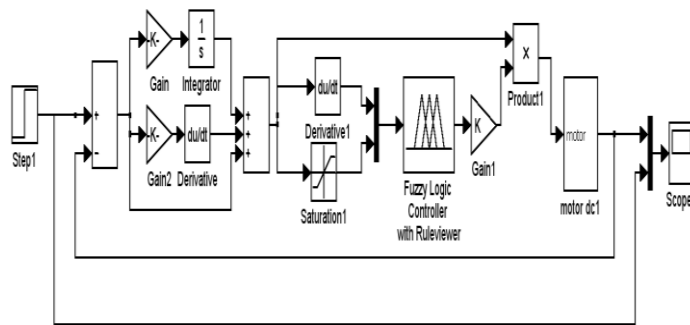 -K-
Gain
1
s
Integrator
Step1
+
-
-K-
Gain2
du/dt
Derivative
+
+
+
du/dt
Derivative1
Saturation1
Fuzzy Logic
Controller
with Ruleviewer
K
Gain1
x
Product1
motor
motor dc1
Scope